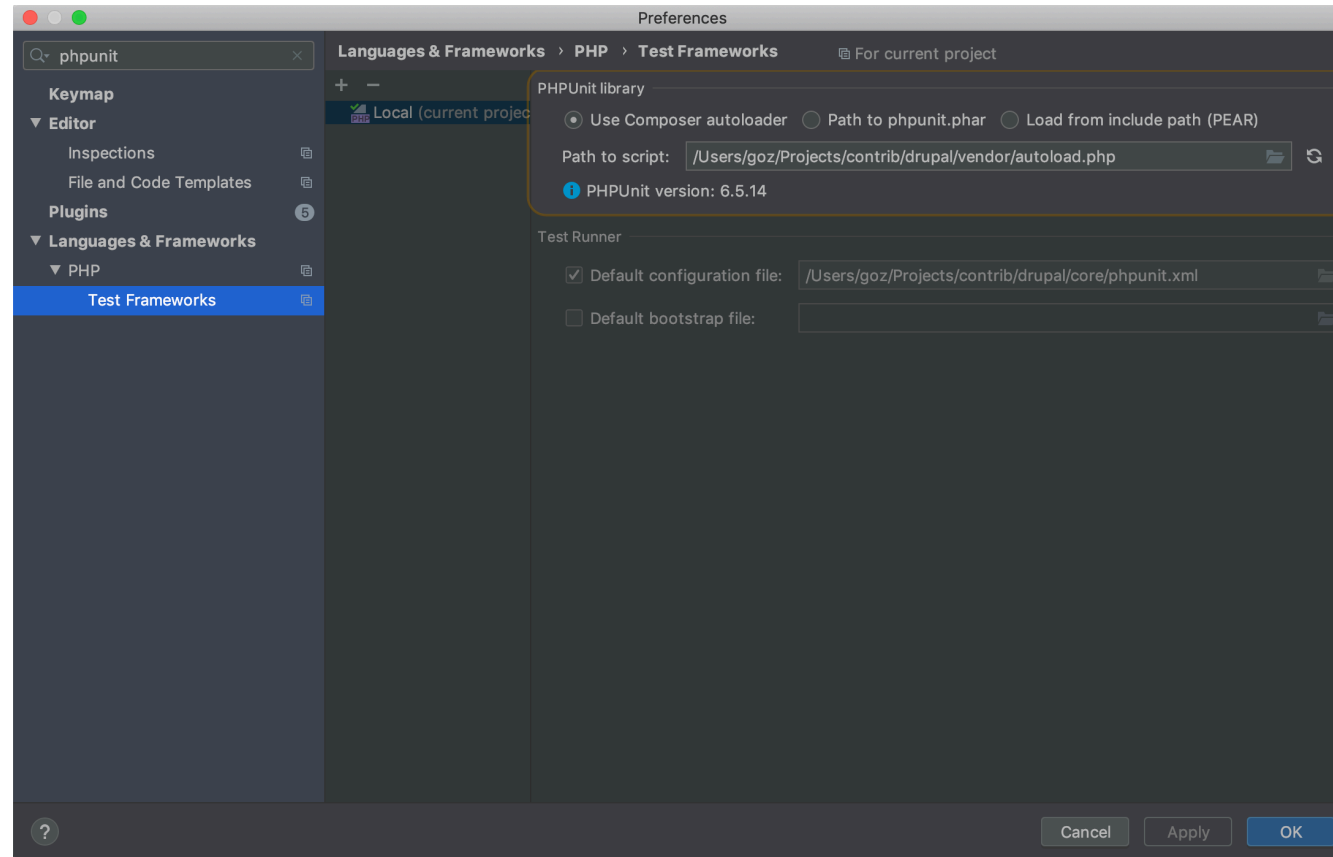 Preferences
phpunit
Keymap
Editor
Inspections
File and Code Templates
Plugins
5
Languages & Frameworks
PHP
Test Frameworks
Languages & Frameworks › PHP › Test Frameworks
For current project
+ −
PHP Local (current projec
PHPUnit library
Use Composer autoloader Path to phpunit.phar Load from include path (PEAR)
Path to script: /Users/goz/Projects/contrib/drupal/vendor/autoload.php
PHPUnit version: 6.5.14
Test Runner
Default configuration file: /Users/goz/Projects/contrib/drupal/core/phpunit.xml
Default bootstrap file:
?
Cancel Apply OK